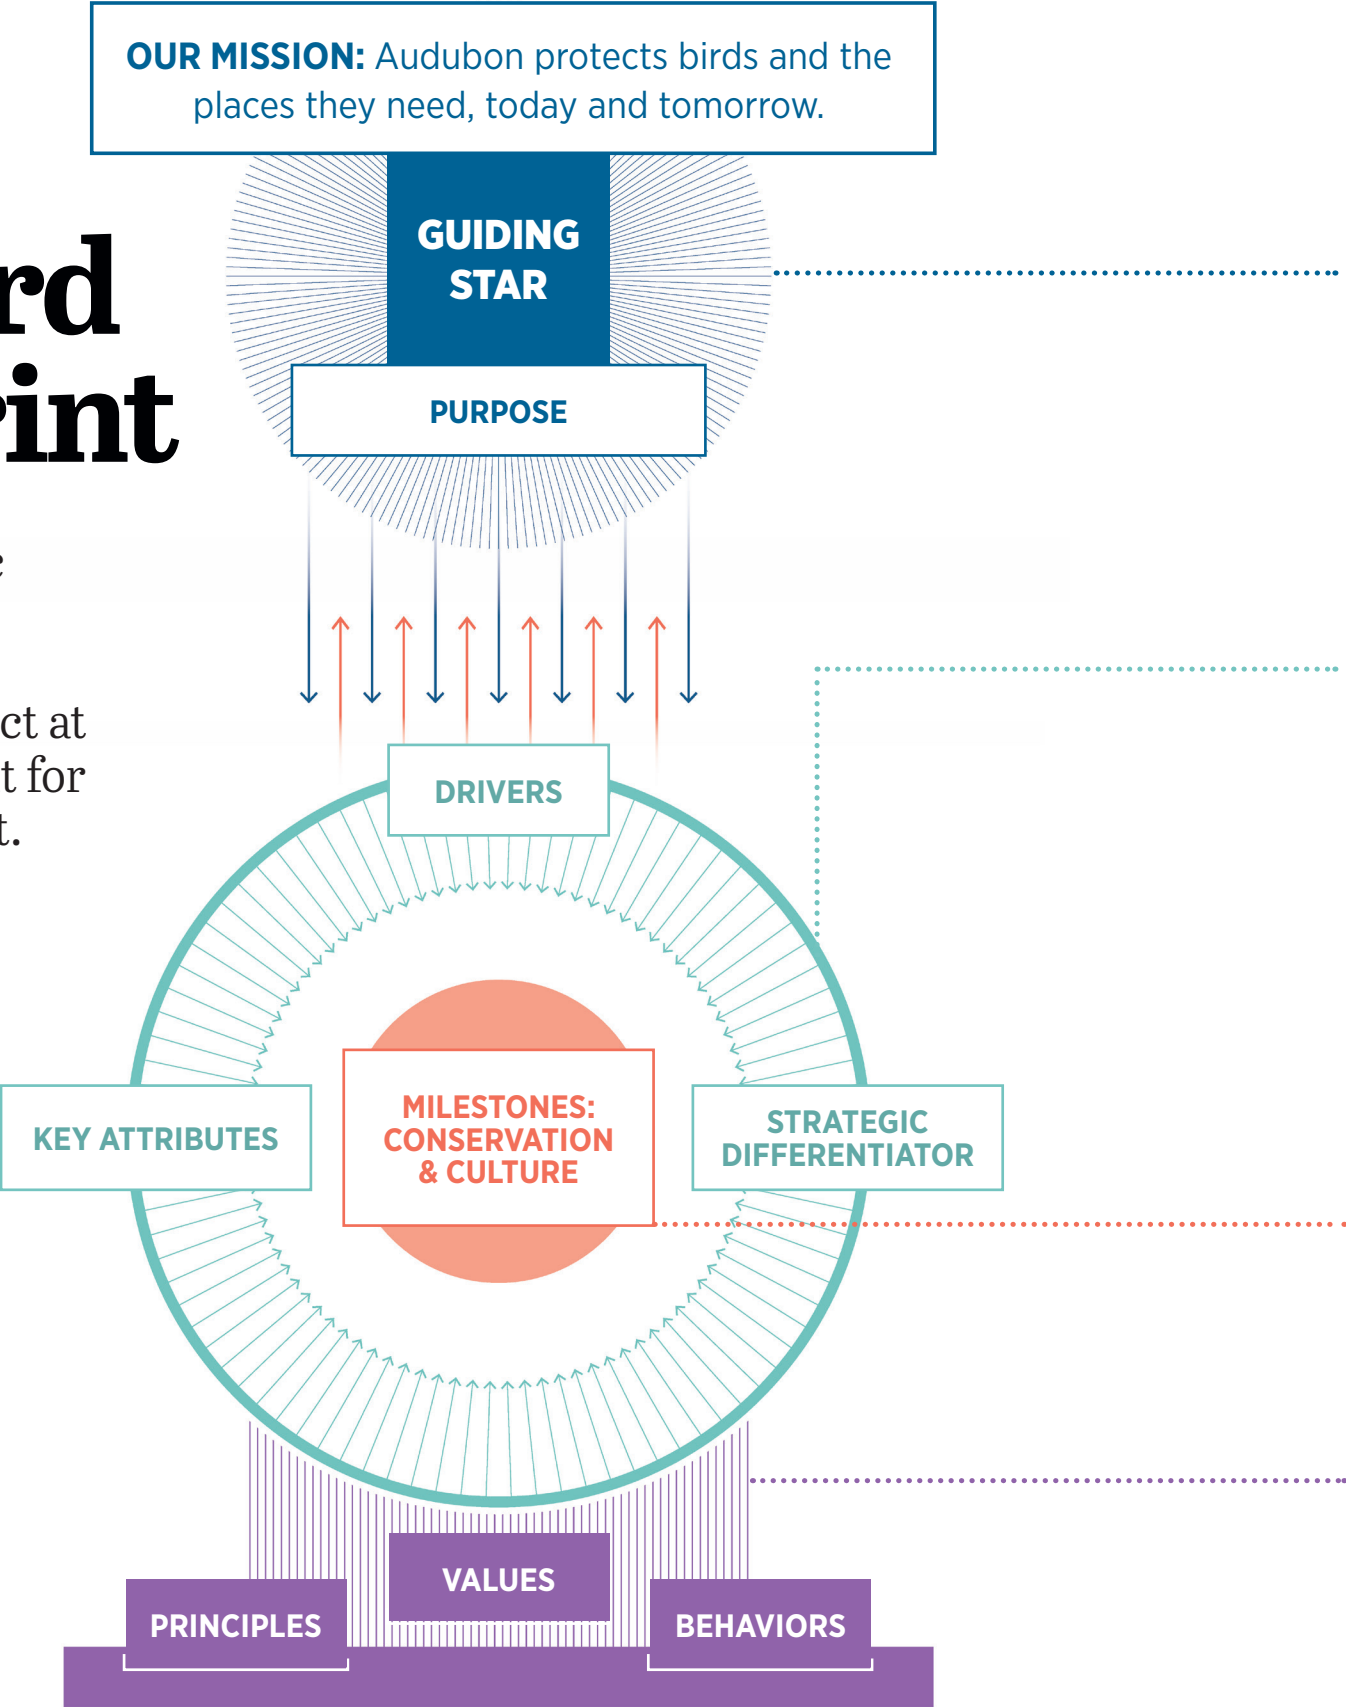 OUR MISSION: Audubon protects birds and the
places they need, today and tomorrow.
GUIDING
STAR
PURPOSE
rd
int
ct at
t for
t.
DRIVERS
KEY ATTRIBUTES
MILESTONES:
CONSERVATION
& CULTURE
STRATEGIC
DIFFERENTIATOR
VALUES
PRINCIPLES
BEHAVIORS